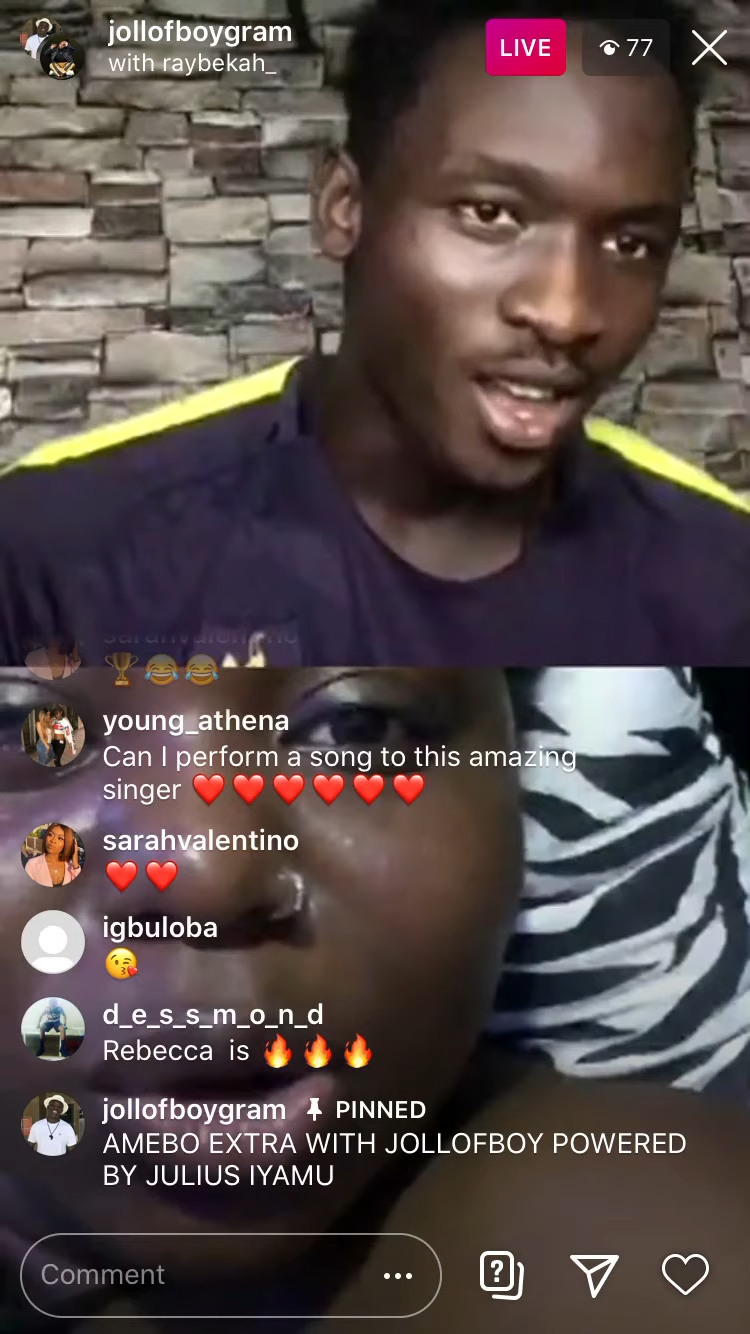 jollofboygram
with raybekah_
LIVE
77
sarahvalentino
🏆😂😂
young_athena
Can I perform a song to this amazing
singer ❤️❤️❤️❤️❤️❤️
sarahvalentino
❤️❤️
igbuloba
😘
d_e_s_s_m_o_n_d
Rebecca is 🔥🔥🔥
jollofboygram PINNED
AMEBO EXTRA WITH JOLLOFBOY POWERED
BY JULIUS IYAMU
Comment